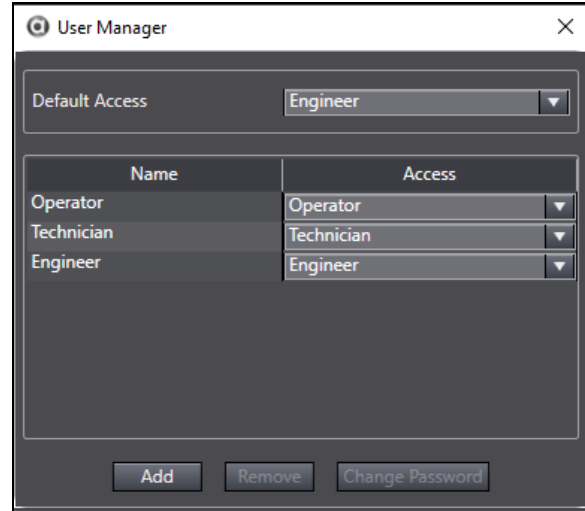 User Manager
Default Access Engineer
Name Access
Operator Operator
Technician Technician
Engineer Engineer
Add Remove Change Password